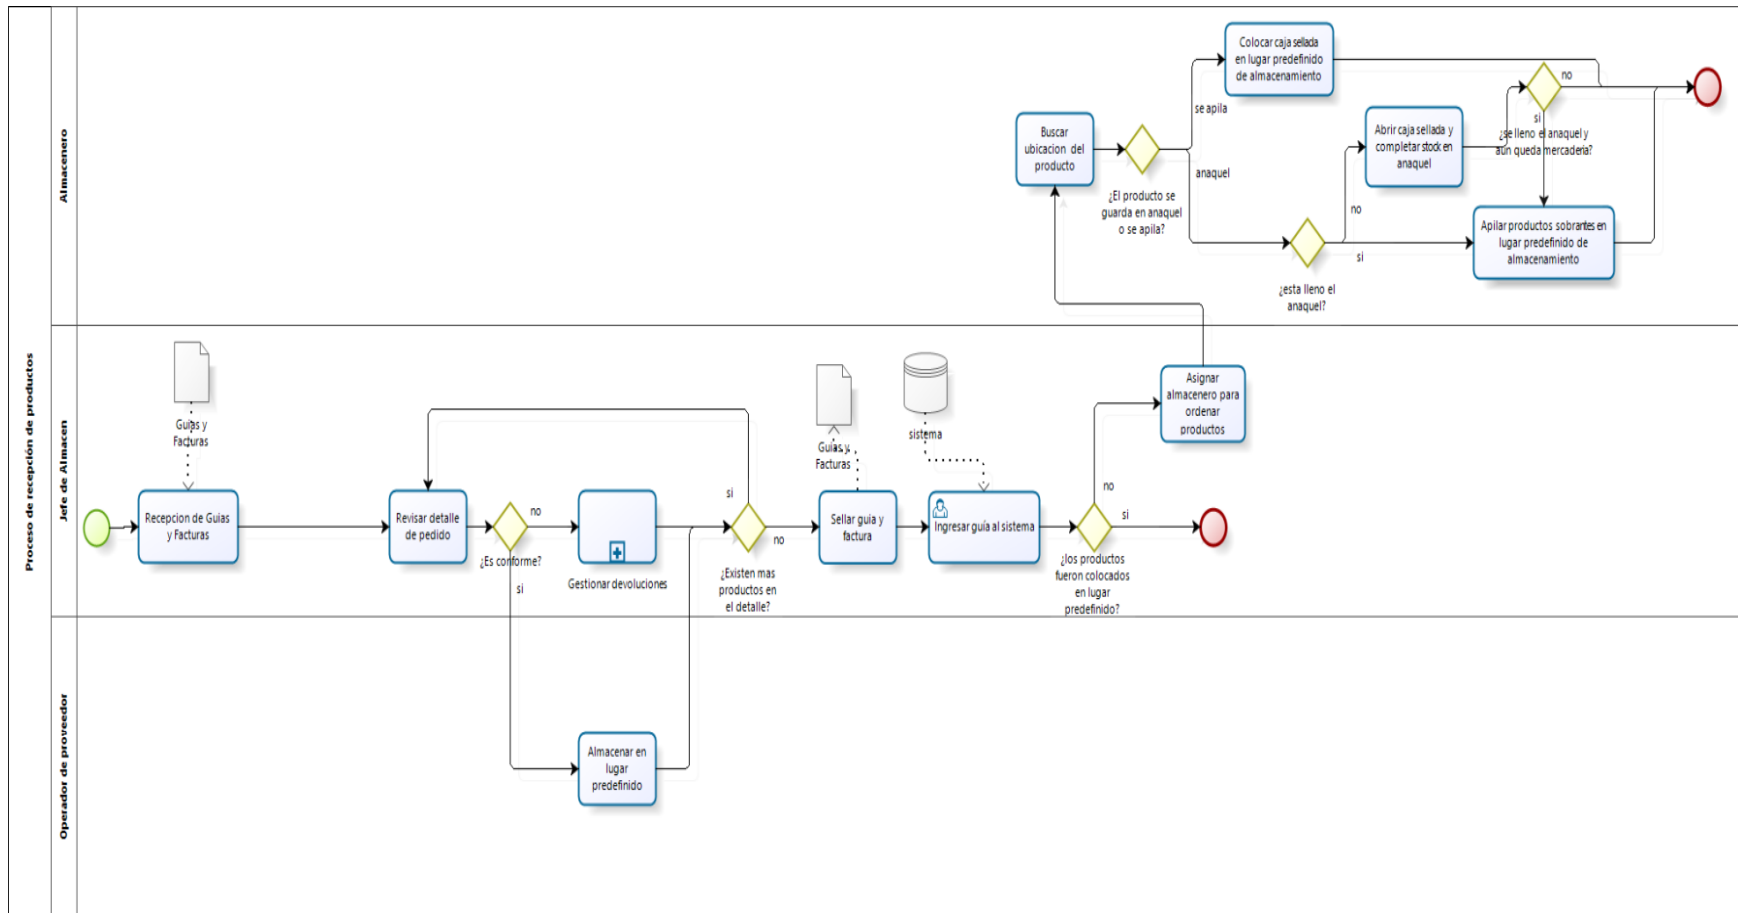 Proceso de recepción de productos
Almacenero
Colocar caja sellada
en lugar predefinido
de almacenamiento
se apila
Buscar
ubicacion del
producto
anaquel
¿El producto se
guarda en anaquel
o se apila?
Abrir caja sellada y
completar stock en
anaquel
no
si
¿se lleno el anaquel y
aún queda mercaderia?
no
¿esta lleno el
anaquel?
si
Apilar productos sobrantes en
lugar predefinido de
almacenamiento
Jefe de Almacen
Guias y
Facturas
Recepcion de Guias
y Facturas
Revisar detalle
de pedido
¿Es conforme?
no
si
Gestionar devoluciones
si
no
¿Existen mas
productos en
el detalle?
Guias y
Facturas
Sellar guia y
factura
sistema
Ingresar guía al sistema
no
si
¿los productos
fueron colocados
en lugar
predefinido?
Asignar
almacenero para
ordenar
productos
Operador de proveedor
Almacenar en
lugar
predefinido